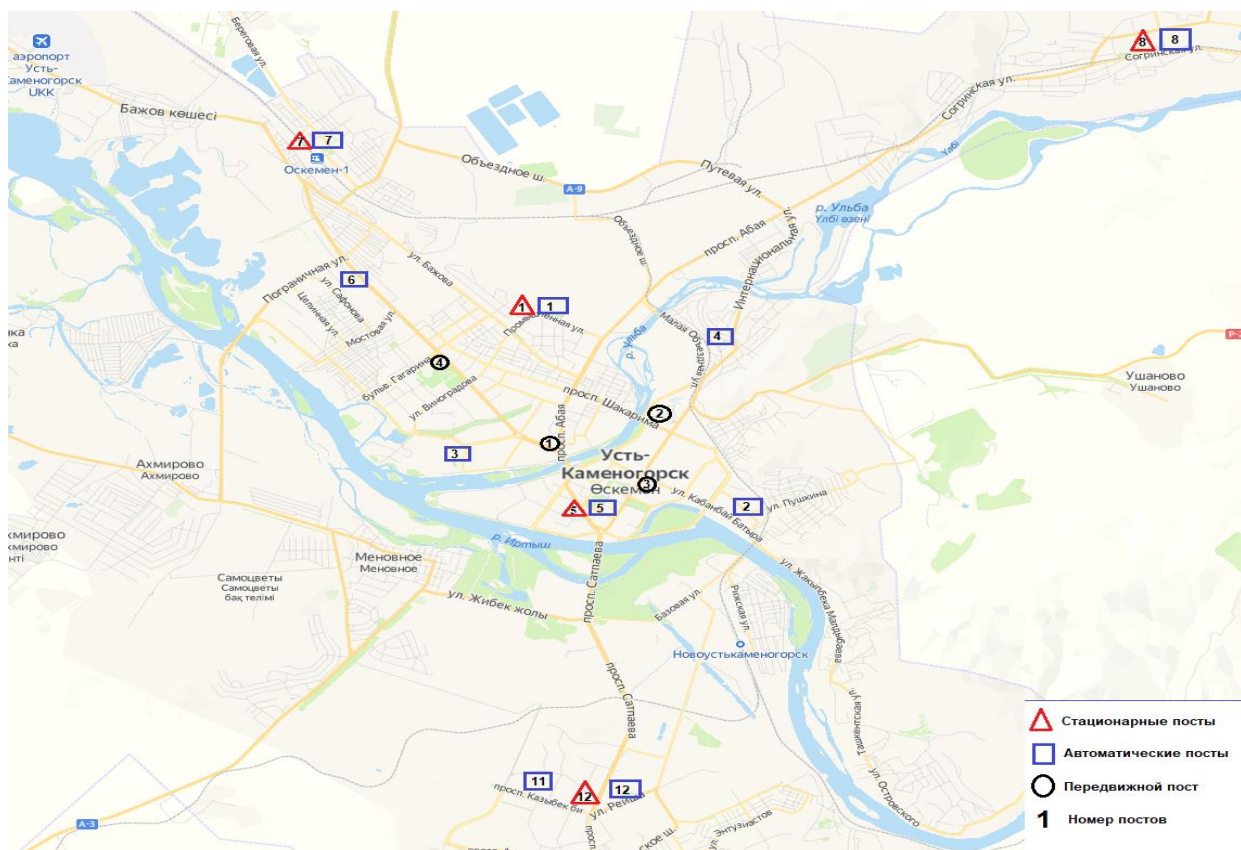 аэропорт
Усть-
Каменогорск
UKK
Береговая ул.
Бажов көшесі
7
7
Оскемен-1
8
8
Согринская ул.
Согринская ул.
Объездное ш.
А-9
Путевая ул.
Үлбі
р. Ульба
Үлбі өзені
просп. Абая
Объездное ш.
Интернациональная ул.
ул. Бажова
Пограничная ул.
6
ул. Сафонова
Целинная ул.
Мостовая ул.
1
1
Промышленная ул.
р. Ульба
Малая Объездная ул.
4
Р-
Ушаново
Ушаново
4
бульв. Гагарина
ул. Виноградова
просп. Шакарима
2
просп. Абая
1
3
Усть-
Каменогорск
Өскемен
3
ул. Кабанбай Батыра
2
ул. Пушкина
5
5
Ахмирово
Ахмирово
р. Иртыш
Меновное
Меновное
Самоцветы
Самоцветы
бақ телімі
ул. Жибек жолы
просп. Сатпаева
Базовая ул.
Рижская ул.
ул. Жакыпбека Малдыбаева
Новоустькаменогорск
просп. Сатпаева
Ташкентская ул.
ул. Островского
11
12
12
просп. Казыбек би
ул. Рейша
ул. Энтузиастов
А-3
Стационарные посты
Автоматические посты
Передвижной пост
1 Номер постов